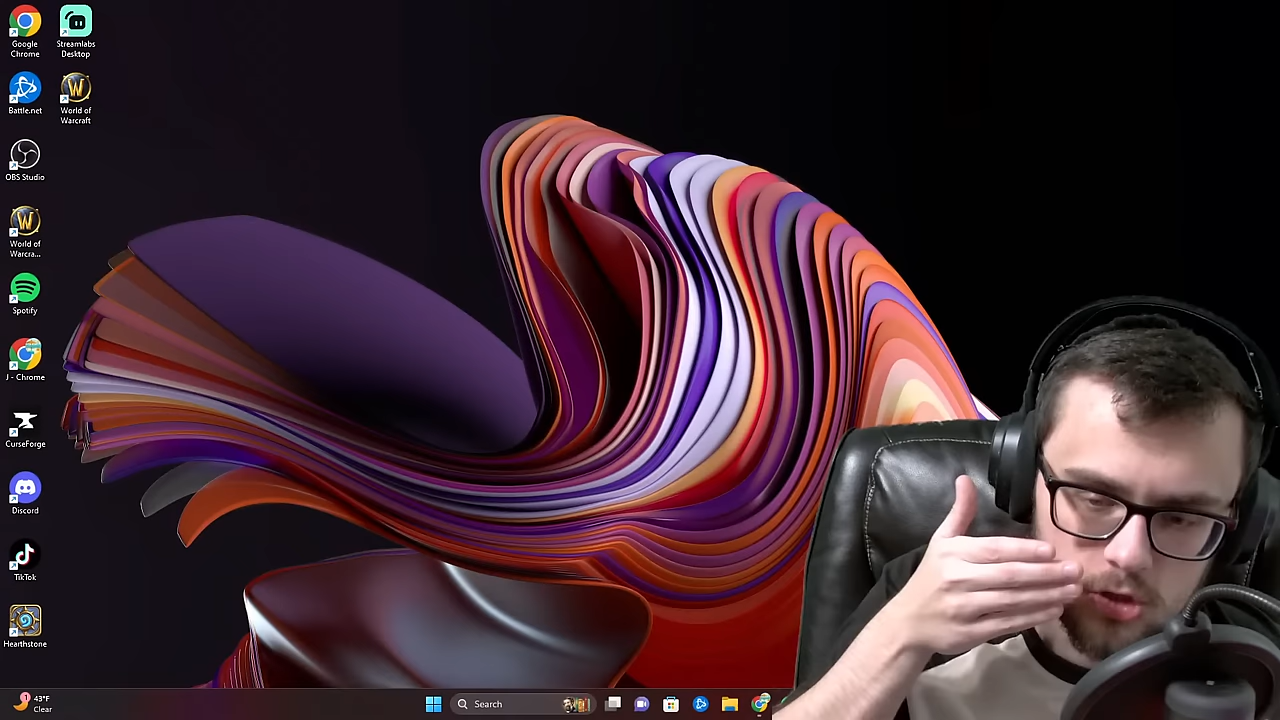 Google
Chrome
Streamlabs
Desktop
Battle.net
World of
Warcraft
OBS Studio
World of
Warcra...
Spotify
J - Chrome
CurseForge
Discord
TikTok
Hearthstone
1
43°F
Clear
Search